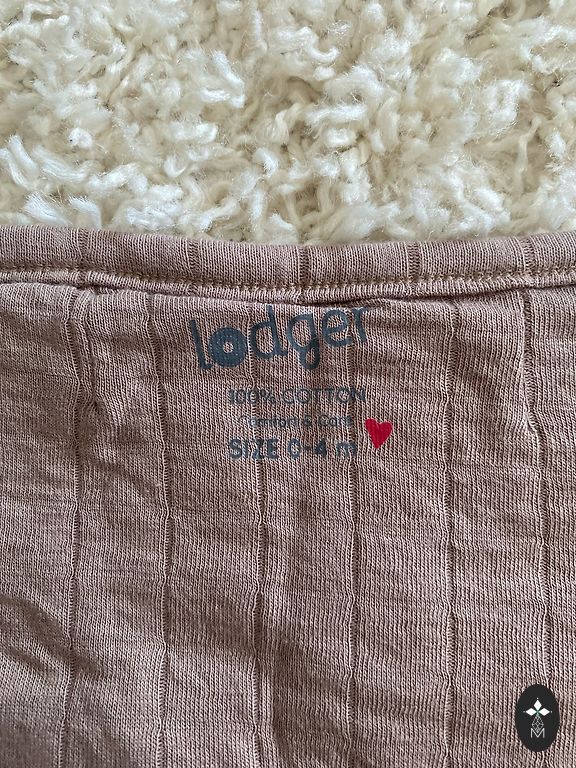 lodger
100% COTTON
Comfort & Care
SIZE 0-4 m
M